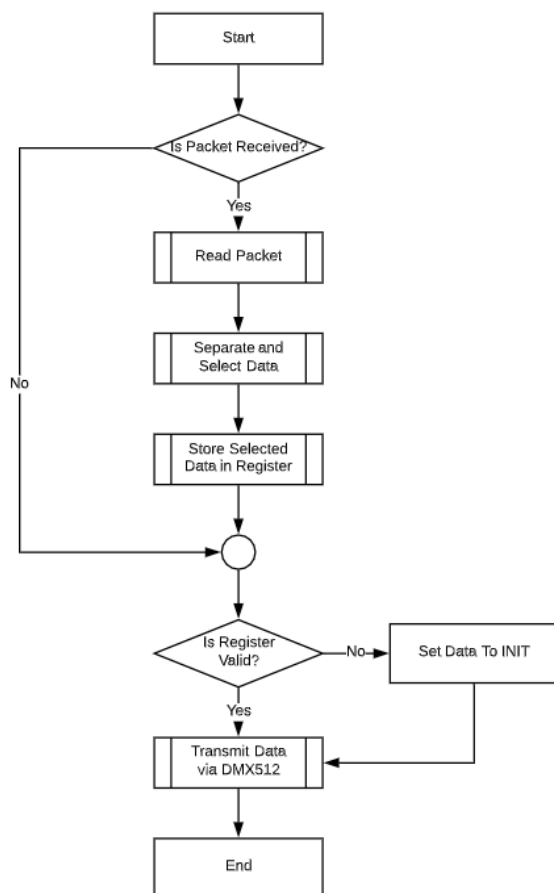 Start
Is Packet Received?
Yes
Read Packet
Separate and
Select Data
No
Store Selected
Data in Register
Is Register
Valid?
No
Set Data To INIT
Yes
Transmit Data
via DMX512
End